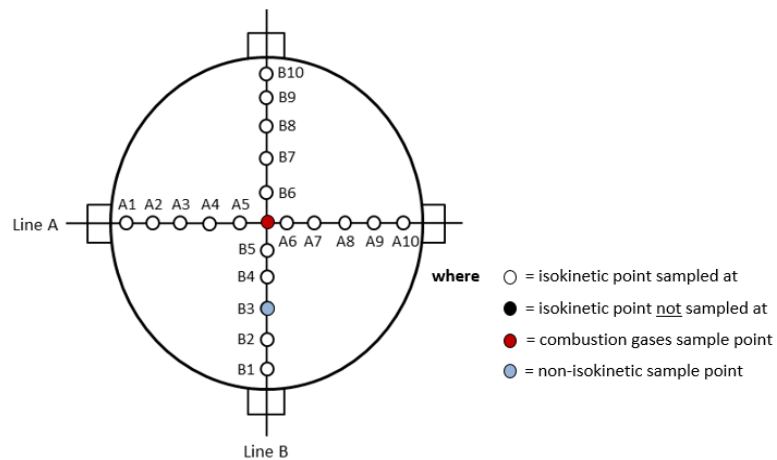 B10
B9
B8
B7
B6
A1 A2 A3 A4 A5
Line A
A6 A7 A8 A9 A10
B5
B4
B3
B2
B1
Line B
where
= isokinetic point sampled at
= isokinetic point not sampled at
= combustion gases sample point
= non-isokinetic sample point